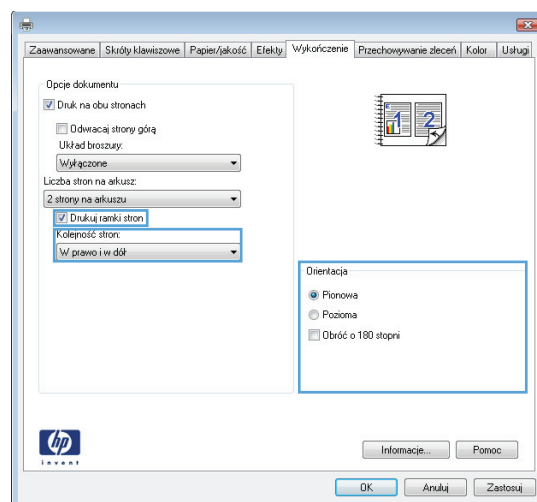 Zaawansowane Skróty klawiszowe Papier/jakość Efekty Wykończenie Przechowywanie zleceń Kolor Usługi
Opcje dokumentu
Druk na obu stronach
Odwracaj strony górą
Układ broszury:
Wyłączone
Liczba stron na arkusz:
2 strony na arkuszu
Drukuj ramki stron
Kolejność stron:
W prawo i w dół
1 2
Orientacja
Pionowa
Pozioma
Obróć o 180 stopni
hp
invent
Informacje... Pomoc
OK Anuluj Zastosuj